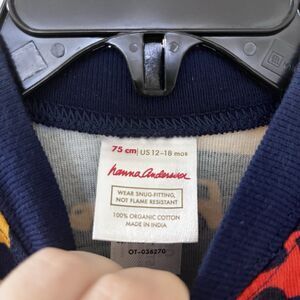 75 cm | US 12-18 mos
hanna Andersson
WEAR SNUG-FITTING,
NOT FLAME RESISTANT
100% ORGANIC COTTON
MADE IN INDIA
OT-036270